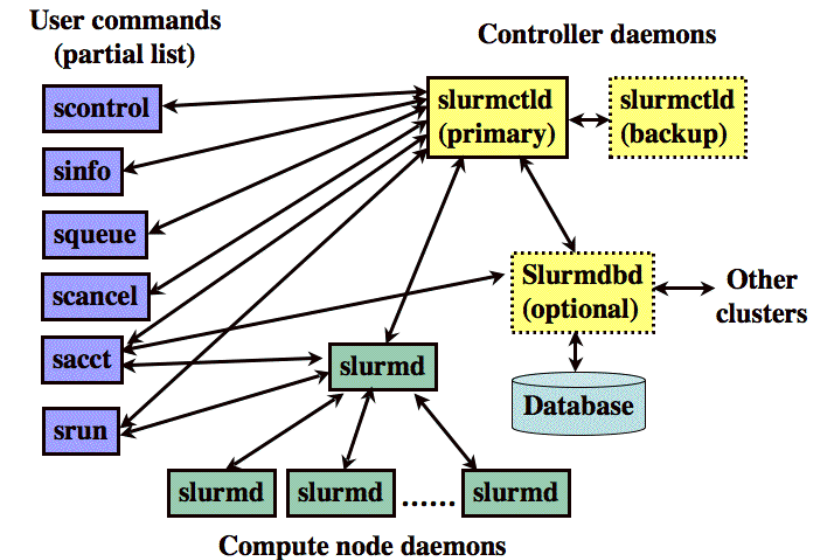 User commands
(partial list)
Controller daemons
scontrol
slurmctld
(primary)
slurmctld
(backup)
sinfo
squeue
scancel
Slurmdbd
(optional)
Other
clusters
sacct
slurmd
Database
srun
slurmd
slurmd
......
slurmd
Compute node daemons